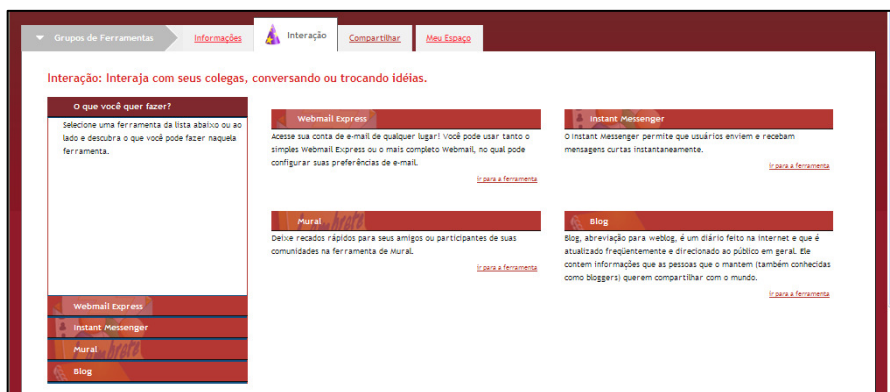 Grupos de Ferramentas
Informações
Interação
Compartilhar
Meu Espaço
Interação: Interaja com seus colegas, conversando ou trocando idéias.
O que você quer fazer?
Selecione uma ferramenta da lista abaixo ou ao
lado e descubra o que você pode fazer naquela
ferramenta.
Webmail Express
Instant Messenger
Mural
Blog
Webmail Express
Acesse sua conta de e-mail de qualquer lugar! Você pode usar tanto o
simples Webmail Express ou o mais completo Webmail, no qual pode
configurar suas preferências de e-mail.
ir para a ferramenta
Instant Messenger
O Instant Messenger permite que usuários enviem e recebam
mensagens curtas instantaneamente.
ir para a ferramenta
Mural
Deixe recados rápidos para seus amigos ou participantes de suas
comunidades na ferramenta de Mural.
ir para a ferramenta
Blog
Blog, abreviação para weblog, é um diário feito na internet e que é
atualizado freqüentemente e direcionado ao público em geral. Ele
contem informações que as pessoas que o mantem (também conhecidas
como bloggers) querem compartilhar com o mundo.
ir para a ferramenta